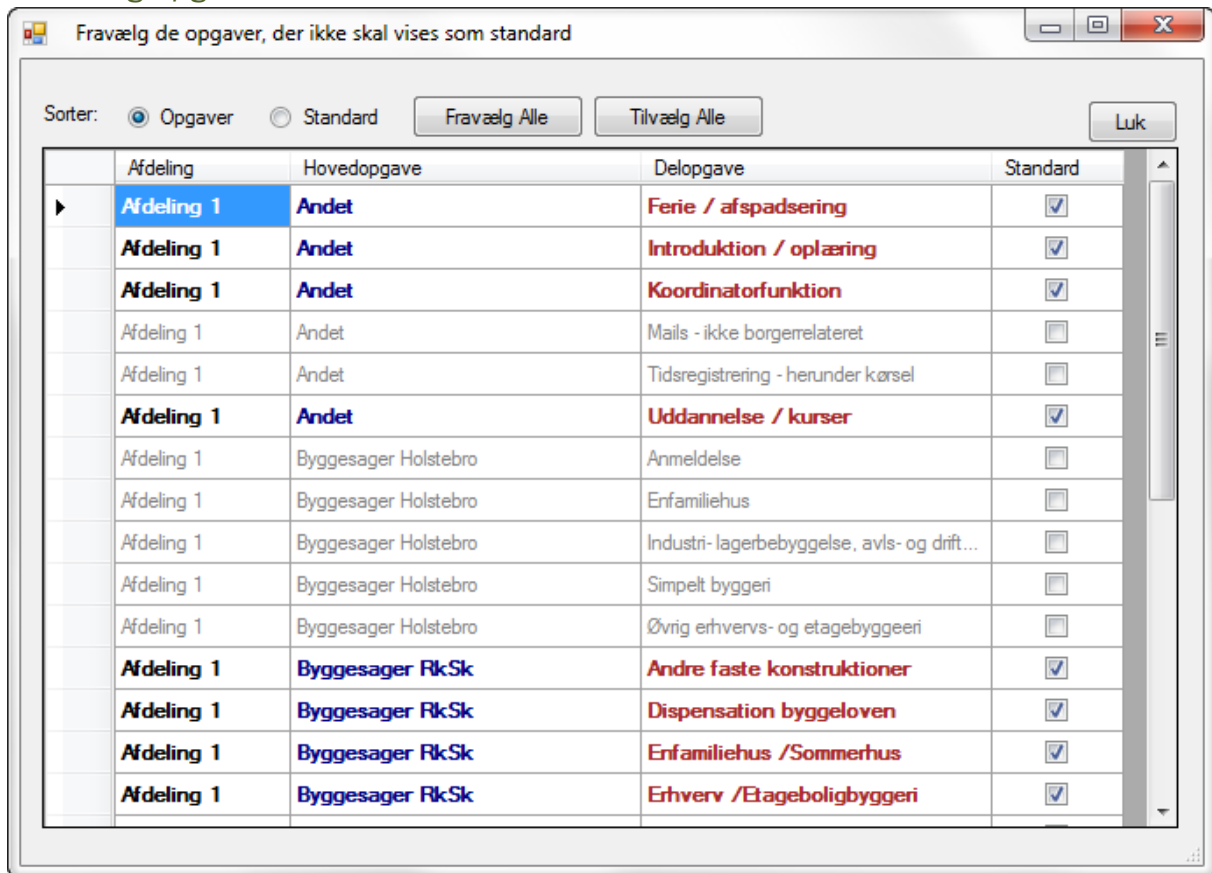 Fravælg de opgaver, der ikke skal vises som standard
Sorter: Opgaver Standard Fravælg Alle Tilvælg Alle Luk
Afdeling Hovedopgave Delopgave Standard
Afdeling 1 Andet Ferie / afspadsering
Afdeling 1 Andet Introduktion / oplæring
Afdeling 1 Andet Koordinatorfunktion
Afdeling 1 Andet Mails - ikke borgerrelateret
Afdeling 1 Andet Tidsregistrering - herunder kørsel
Afdeling 1 Andet Uddannelse / kurser
Afdeling 1 Byggesager Holstebro Anmeldelse
Afdeling 1 Byggesager Holstebro Enfamiliehus
Afdeling 1 Byggesager Holstebro Industri- lagerbebyggelse, avls- og drift...
Afdeling 1 Byggesager Holstebro Simpelt byggeri
Afdeling 1 Byggesager Holstebro Øvrig erhvervs- og etagebyggeeri
Afdeling 1 Byggesager RkSk Andre faste konstruktioner
Afdeling 1 Byggesager RkSk Dispensation byggeloven
Afdeling 1 Byggesager RkSk Enfamiliehus /Sommerhus
Afdeling 1 Byggesager RkSk Erhverv /Etageboligbyggeri